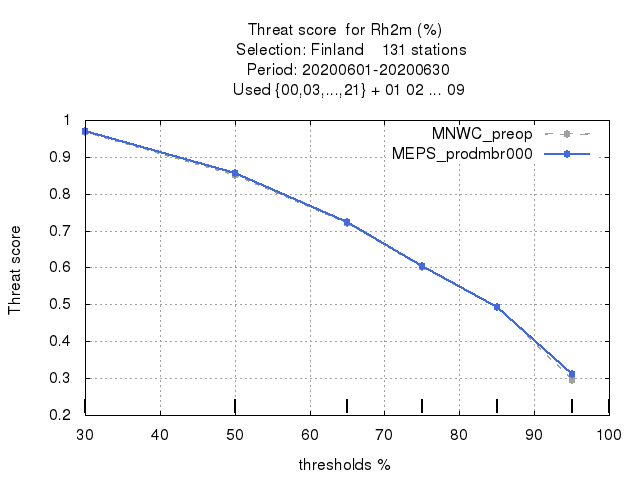 Threat score  for Rh2m (%)
Selection: Finland    131 stations
Period: 20200601-20200630
Used {00,03,...,21} + 01 02 ... 09
MNWC_preop
MEPS_prodmbr000
1
0.9
0.8
0.7
0.6
0.5
0.4
0.3
0.2
Threat score
30 40 50 60 70 80 90 100
thresholds %